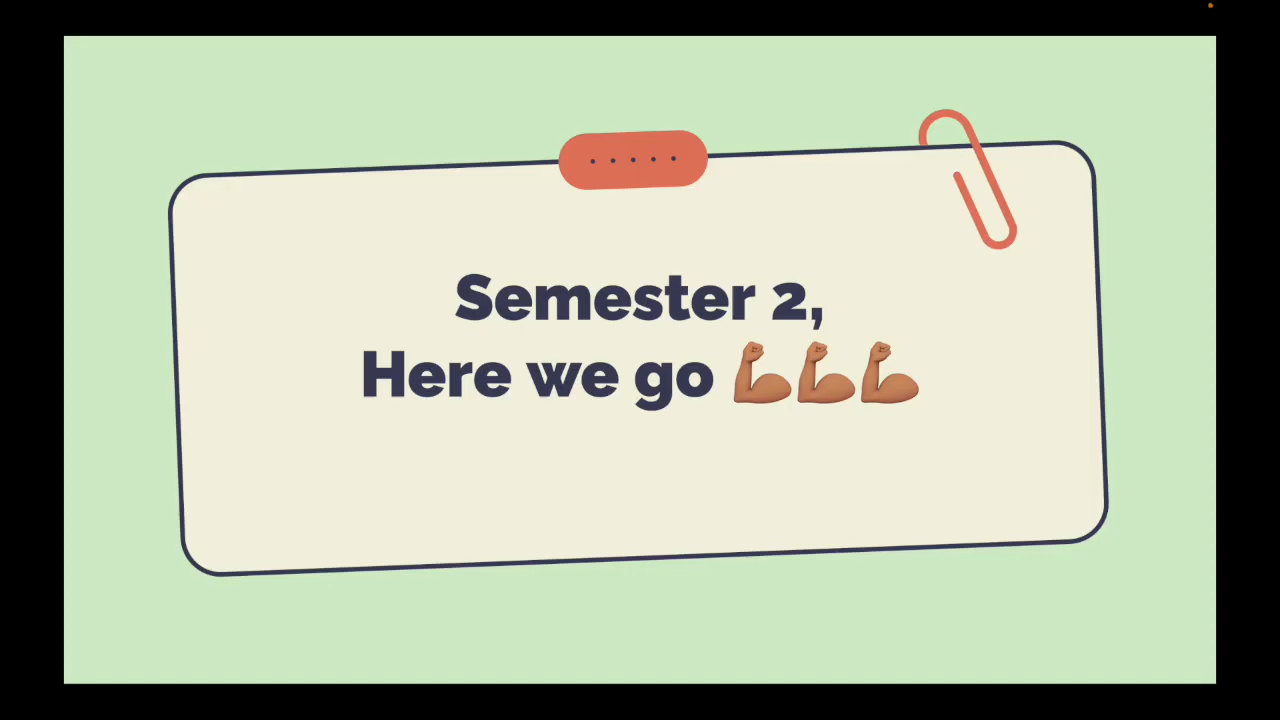 Semester 2,
Here we go 💪🏽💪🏽💪🏽